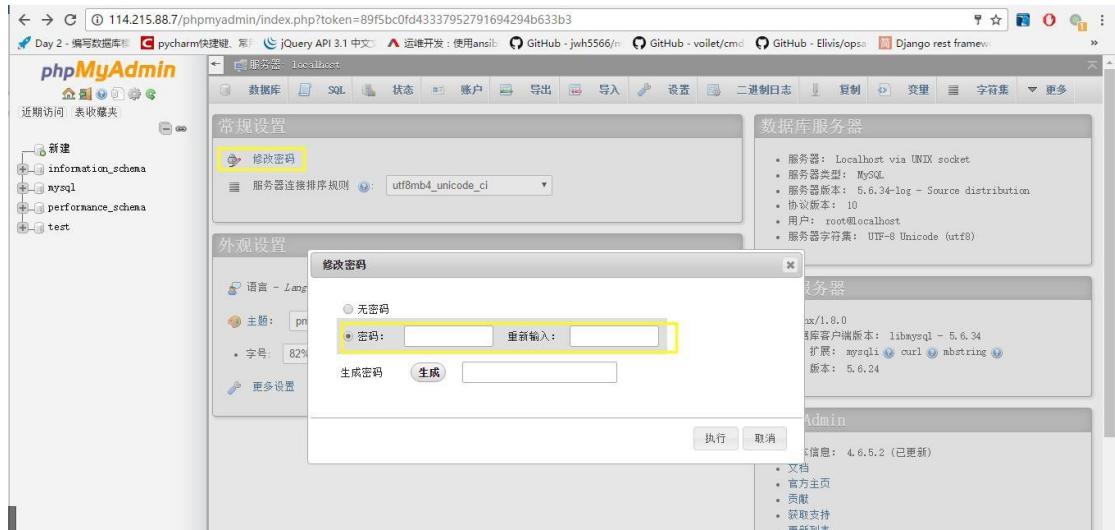 114.215.88.7/phpmyadmin/index.php?token=89f5bc0fd43337952791694294b633b3
Day 2 - 编写数据库 pycharm快捷键、常 jQuery API 3.1 中文 运维开发：使用ansib GitHub - jwh5566/ GitHub - voilet/cmd GitHub - Elivis/opsa Django rest framew »
phpMyAdmin
近期访问 表收藏夹
新建
information_schema
mysql
performance_schema
test
服务器: localhost
数据库 SQL 状态 账户 导出 导入 设置 二进制日志 复制 变量 字符集 更多
常规设置
修改密码
服务器连接排序规则 : utf8mb4_unicode_ci
外观设置
语言 - Lang
主题:
字号: 82%
更多设置
修改密码
无密码
密码: 重新输入:
生成密码 生成
执行 取消
数据库服务器
服务器: Localhost via UNIX socket
服务器类型: MySQL
服务器版本: 5.6.34-log - Source distribution
协议版本: 10
用户: root@localhost
服务器字符集: UTF-8 Unicode (utf8)
服务器
nx/1.8.0
据库客户端版本: libmysql - 5.6.34
扩展: mysqli curl mbstring
版本: 5.6.24
Admin
信息: 4.6.5.2 (已更新)
文档
官方主页
贡献
获取支持
更新列表